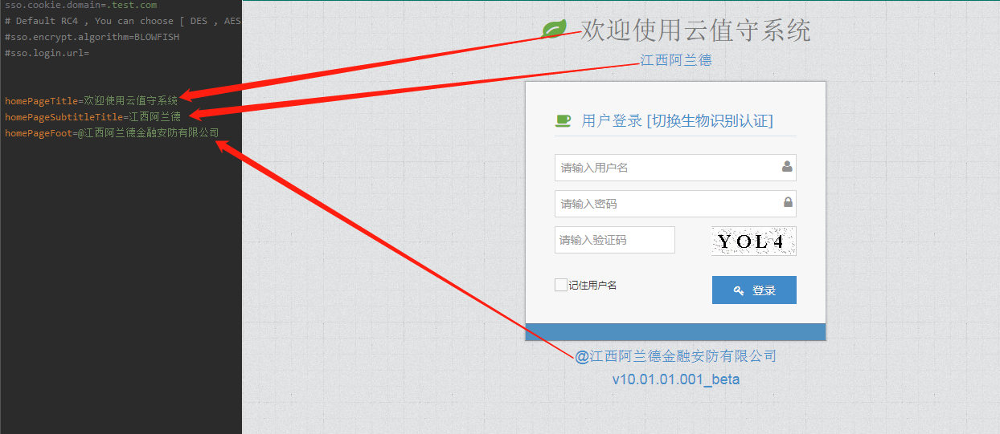 sso.cookie.domain=.test.com
# Default RC4 , You can choose [ DES , AES
#sso.encrypt.algorithm=BLOWFISH
#sso.login.url=
homePageTitle=欢迎使用云值守系统
homePageSubtitleTitle=江西阿兰德
homePageFoot=@江西阿兰德金融安防有限公司
欢迎使用云值守系统
江西阿兰德
用户登录 [切换生物识别认证]
请输入用户名
请输入密码
请输入验证码
YOL4
记住用户名
登录
@江西阿兰德金融安防有限公司
v10.01.01.001_beta